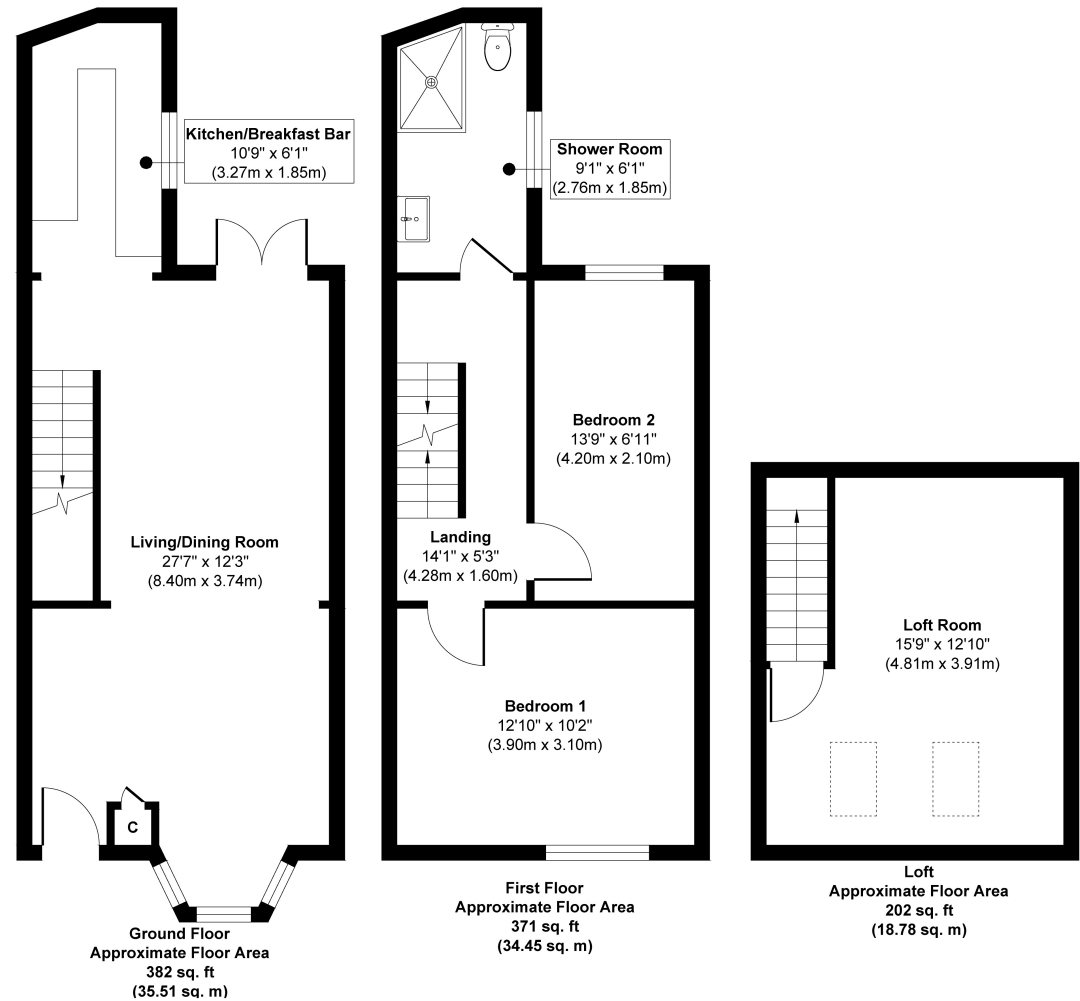 Kitchen/Breakfast Bar
10'9" x 6'1"
(3.27m x 1.85m)
Living/Dining Room
27'7" x 12'3"
(8.40m x 3.74m)
C
Ground Floor
Approximate Floor Area
382 sq. ft
(35.51 sq. m)
Shower Room
9'1" x 6'1"
(2.76m x 1.85m)
Bedroom 2
13'9" x 6'11"
(4.20m x 2.10m)
Landing
14'1" x 5'3"
(4.28m x 1.60m)
Bedroom 1
12'10" x 10'2"
(3.90m x 3.10m)
First Floor
Approximate Floor Area
371 sq. ft
(34.45 sq. m)
Loft Room
15'9" x 12'10"
(4.81m x 3.91m)
Loft
Approximate Floor Area
202 sq. ft
(18.78 sq. m)